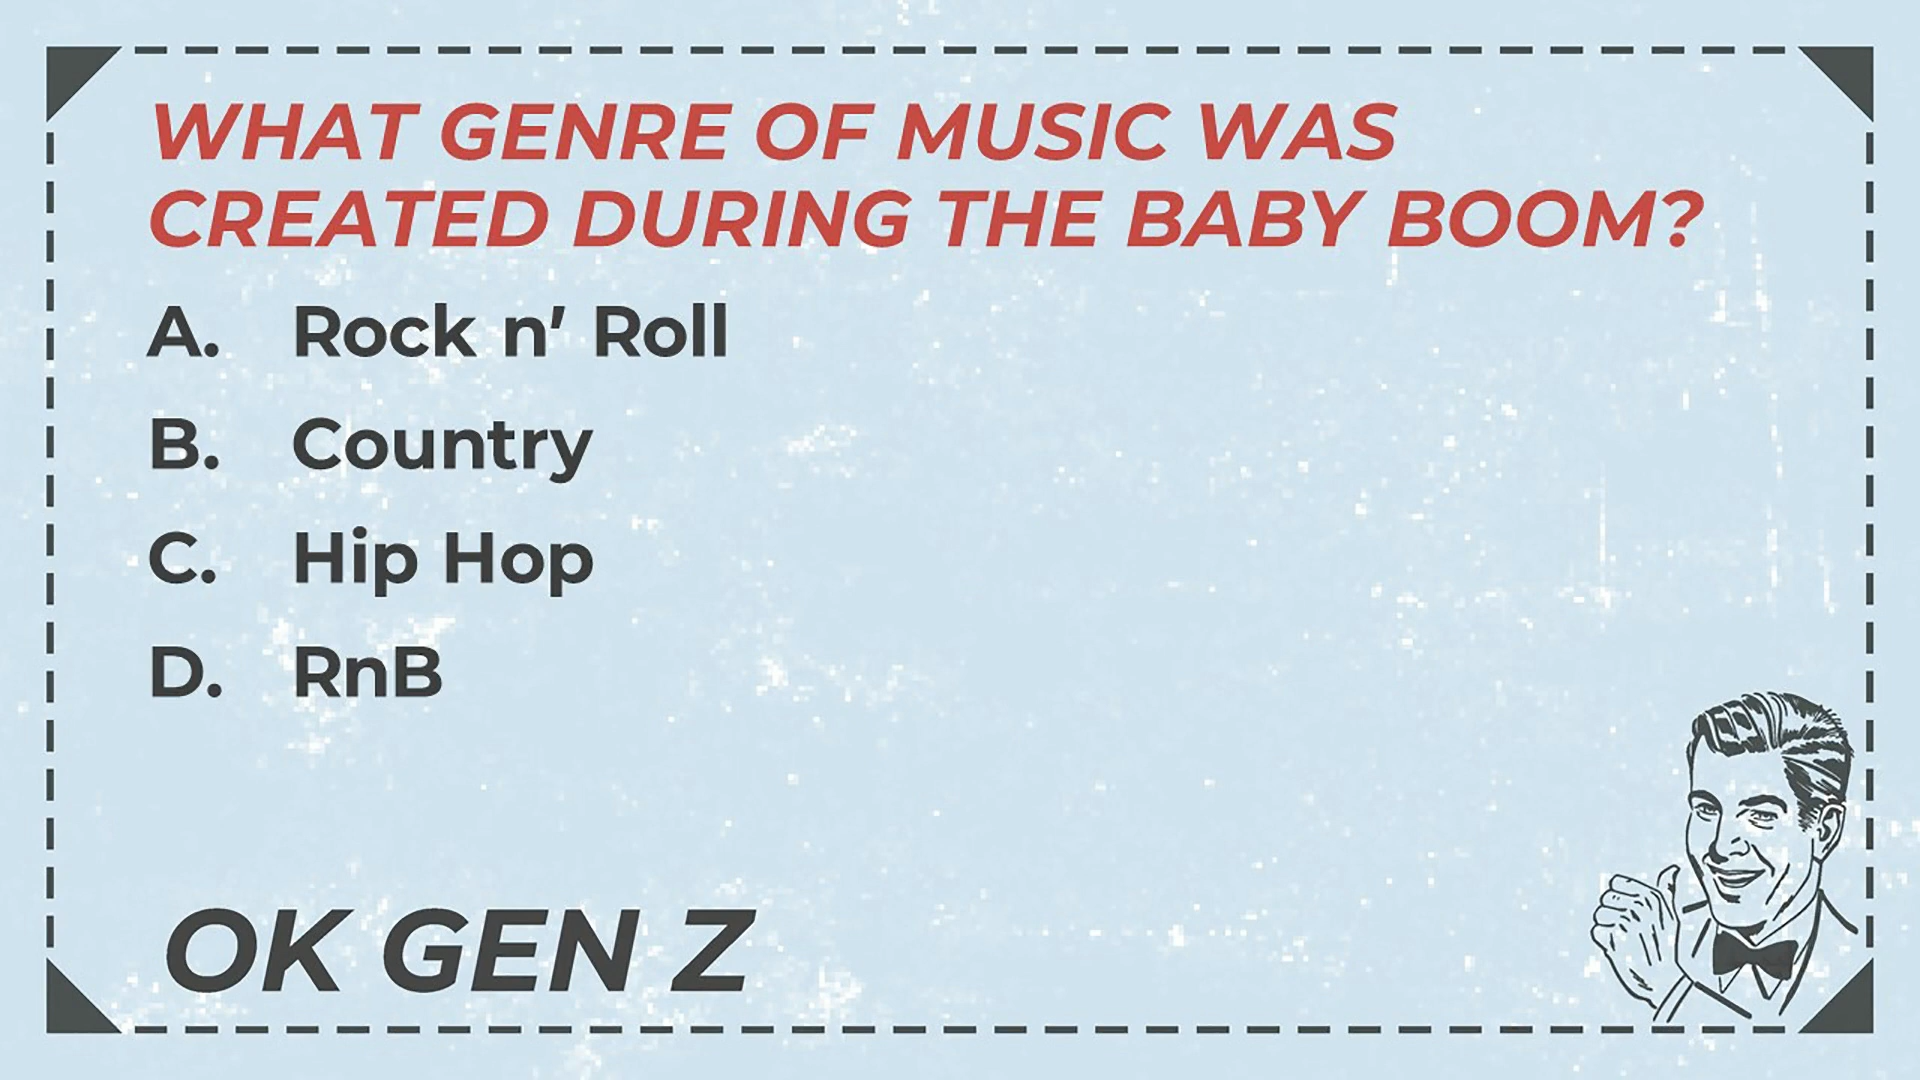 WHAT GENRE OF MUSIC WAS
CREATED DURING THE BABY BOOM?
A. Rock n' Roll
B. Country
C. Hip Hop
D. RnB
OK GEN Z